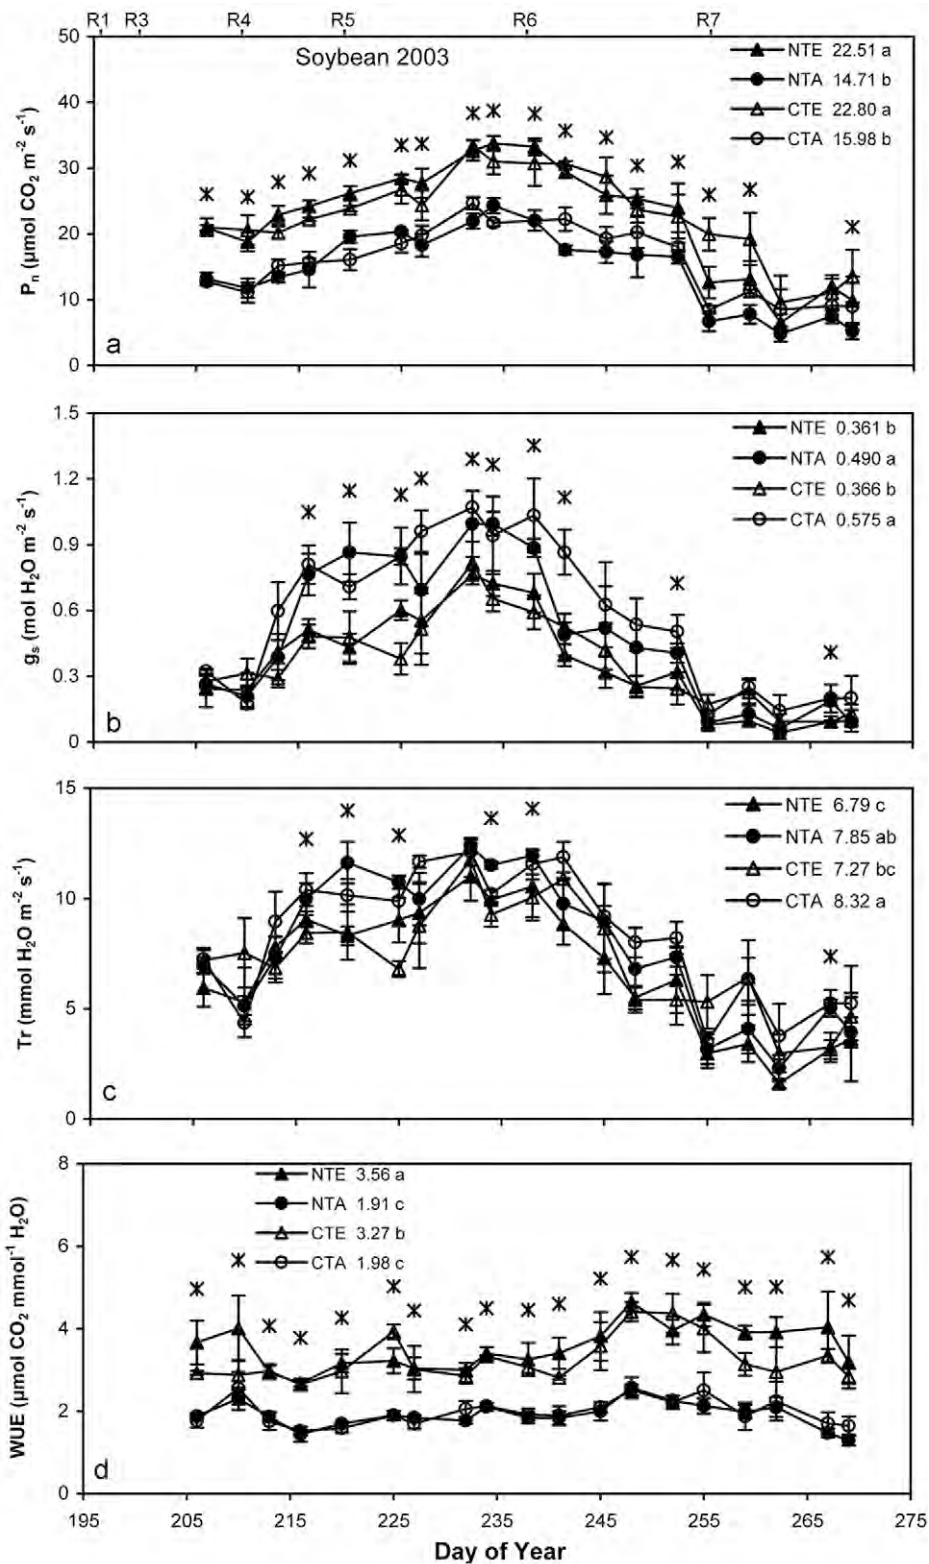 R1 R3 R4 R5 R6 R7
Soybean 2003
NTE 22.51 a
NTA 14.71 b
CTE 22.80 a
CTA 15.98 b
50
40
30
20
10
0
Pₙ (µmol CO₂ m⁻² s⁻¹)
a
1.5
1.2
0.9
0.6
0.3
0
gₛ (mol H₂O m⁻² s⁻¹)
NTE 0.361 b
NTA 0.490 a
CTE 0.366 b
CTA 0.575 a
b
15
10
5
0
Tr (mmol H₂O m⁻² s⁻¹)
NTE 6.79 c
NTA 7.85 ab
CTE 7.27 bc
CTA 8.32 a
c
8
6
4
2
0
WUE (µmol CO₂ mmol⁻¹ H₂O)
NTE 3.56 a
NTA 1.91 c
CTE 3.27 b
CTA 1.98 c
d
195 205 215 225 235 245 255 265 275
Day of Year